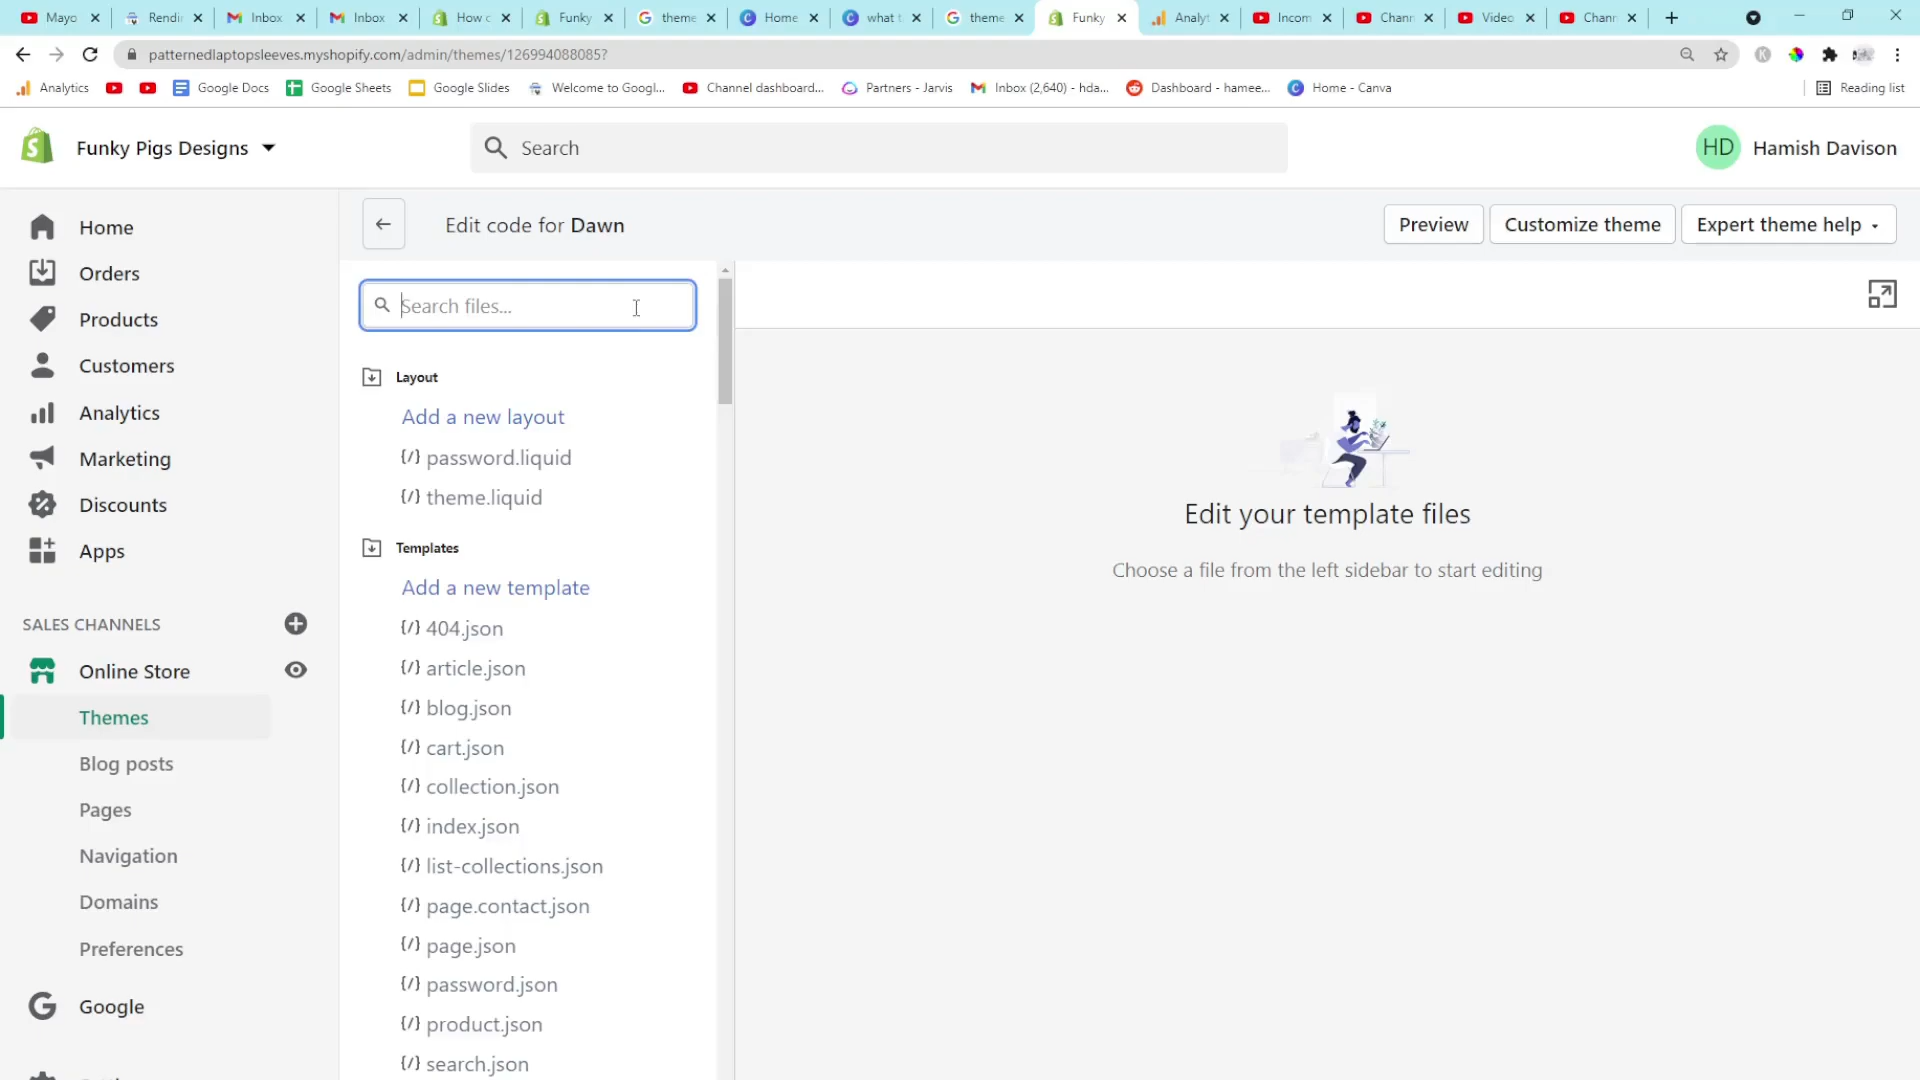 Mayo
Rendi
Inbox
Inbox
How c
Funky
theme
Home
what t
theme
Funky
Analyt
Incom
Chann
Video
Chann
patternedlaptopsleeves.myshopify.com/admin/themes/126994088085?
Analytics
Google Docs
Google Sheets
Google Slides
Welcome to Googl...
Channel dashboard...
Partners - Jarvis
Inbox (2,640) - hda...
Dashboard - hamee...
Home - Canva
Reading list
Funky Pigs Designs
Search
HD
Hamish Davison
Home
Orders
Products
Customers
Analytics
Marketing
Discounts
Apps
SALES CHANNELS
Online Store
Themes
Blog posts
Pages
Navigation
Domains
Preferences
Google
Edit code for Dawn
Preview
Customize theme
Expert theme help
Search files...
Layout
Add a new layout
{/} password.liquid
{/} theme.liquid
Templates
Add a new template
{/} 404.json
{/} article.json
{/} blog.json
{/} cart.json
{/} collection.json
{/} index.json
{/} list-collections.json
{/} page.contact.json
{/} page.json
{/} password.json
{/} product.json
{/} search.json
Edit your template files
Choose a file from the left sidebar to start editing